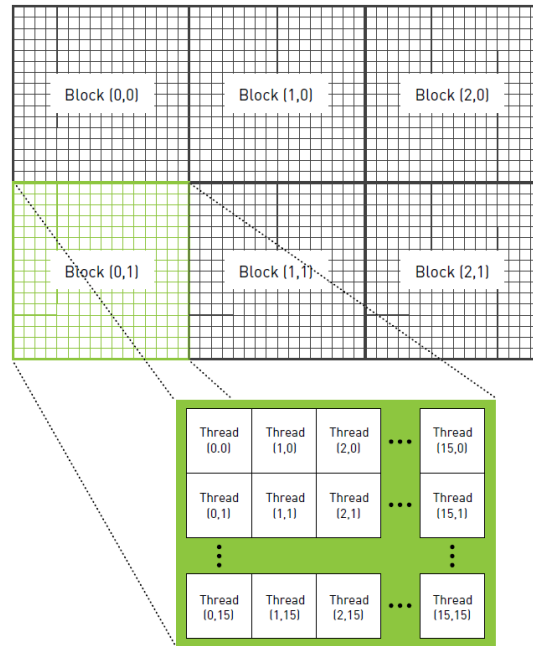 Block (0,0)
Block (1,0)
Block (2,0)
Block (0,1)
Block (1,1)
Block (2,1)
Thread
(0.0)
Thread
(1,0)
Thread
(2,0)
•••
Thread
(15,0)
Thread
(0,1)
Thread
(1,1)
Thread
(2,1)
•••
Thread
(15,1)
Thread
(0,15)
Thread
(1,15)
Thread
(2,15)
•••
Thread
(15,15)